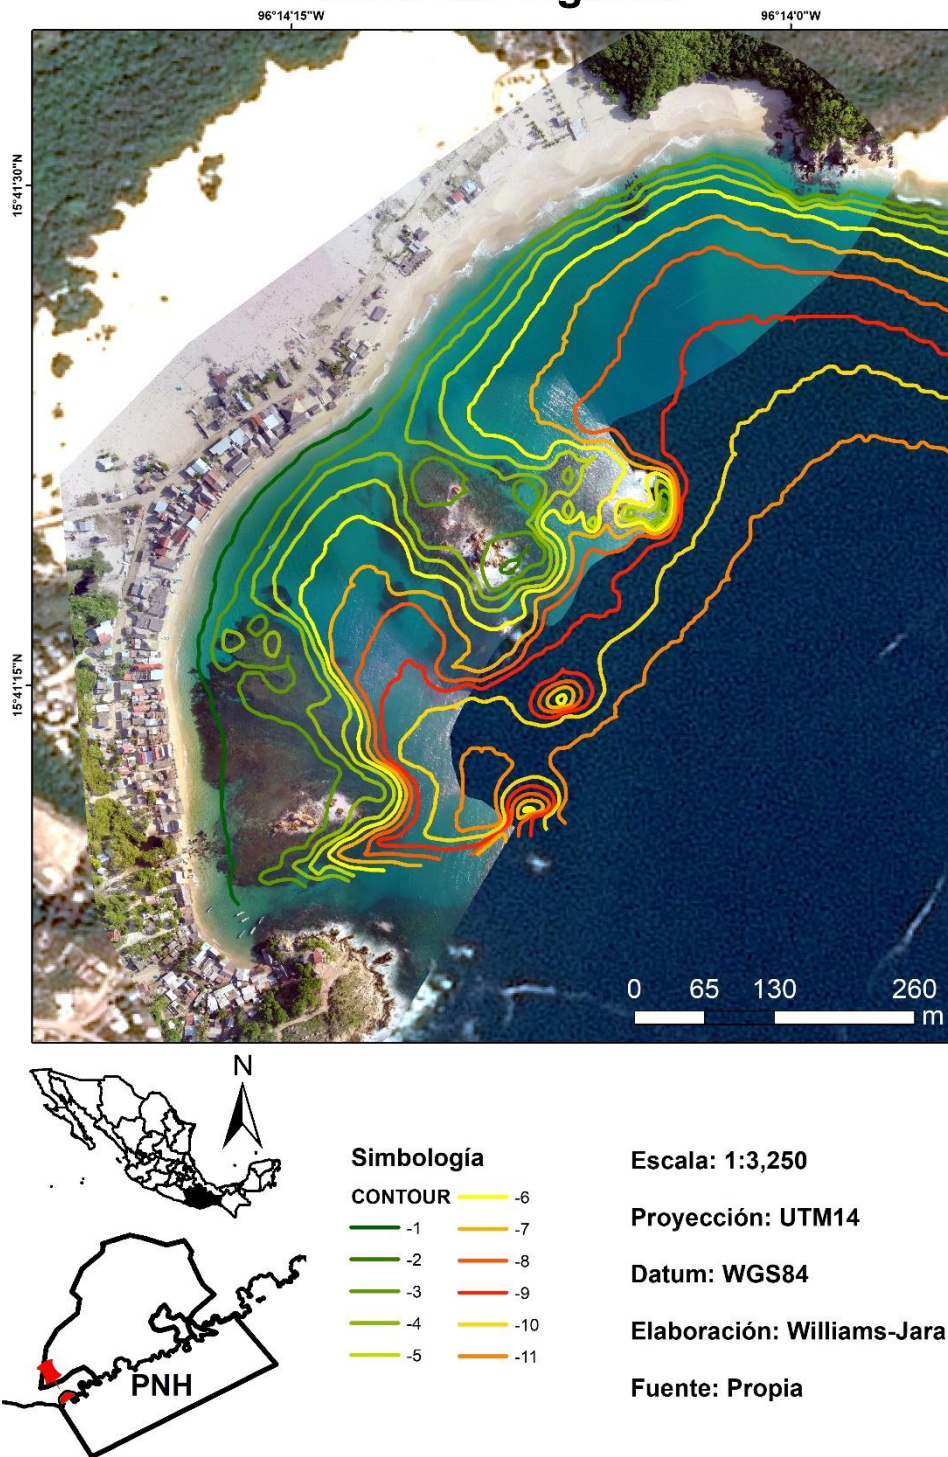 96°14'15"W
96°14'0"W
15°41'30"N
15°41'15"N
0 65 130 260
m
N
PNH
Simbología
CONTOUR
-1
-2
-3
-4
-5
-6
-7
-8
-9
-10
-11
Escala: 1:3,250
Proyección: UTM14
Datum: WGS84
Elaboración: Williams-Jara
Fuente: Propia